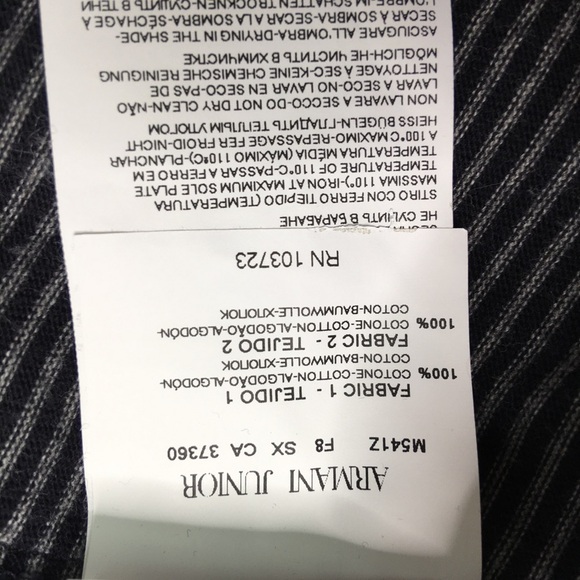 ARMANI JUNIOR
M541Z F8 SX CA 37360
FABRIC 1 - TEJIDO 1
100% COTONE-COTTON-ALGODÃO-ALGODÓN-
COTON-BAUMWOLLE-ХЛОПОК
FABRIC 2 - TEJIDO 2
100% COTONE-COTTON-ALGODÃO-ALGODÓN-
COTON-BAUMWOLLE-ХЛОПОК
RN 103723
НЕ СУШИТЬ В БАРАБАНЕ
STIRO CON FERRO TIEPIDO (TEMPERATURA
MASSIMA 110°)-IRON AT MAXIMUM SOLE PLATE
TEMPERATURE OF 110°C-PASSAR A FERRO EM
TEMPERATURA MÉDIA (MÁXIMO 110ºC)-PLANCHAR
A 100°C MAXIMO-REPASSAGE FER FROID-NICHT
HEISS BÜGELN-ГЛАДИТЬ ТЕПЛЫМ УТЮГОМ
NON LAVARE A SECCO-DO NOT DRY CLEAN-NÃO
LAVAR A SECO-NO LAVAR EN SECO-PAS DE
NETTOYAGE À SEC-KEINE CHEMISCHE REINIGUNG
MÖGLICH-НЕ ЧИСТИТЬ В ХИМЧИСТКЕ
ASCIUGARE ALL'OMBRA-DRYING IN THE SHADE-
SECAR À SOMBRA-SECAR A LA SOMBRA-SÉCHAGE À
L'OMBRE-IM SCHATTEN TROCKNEN-СУШИТЬ В ТЕНИ